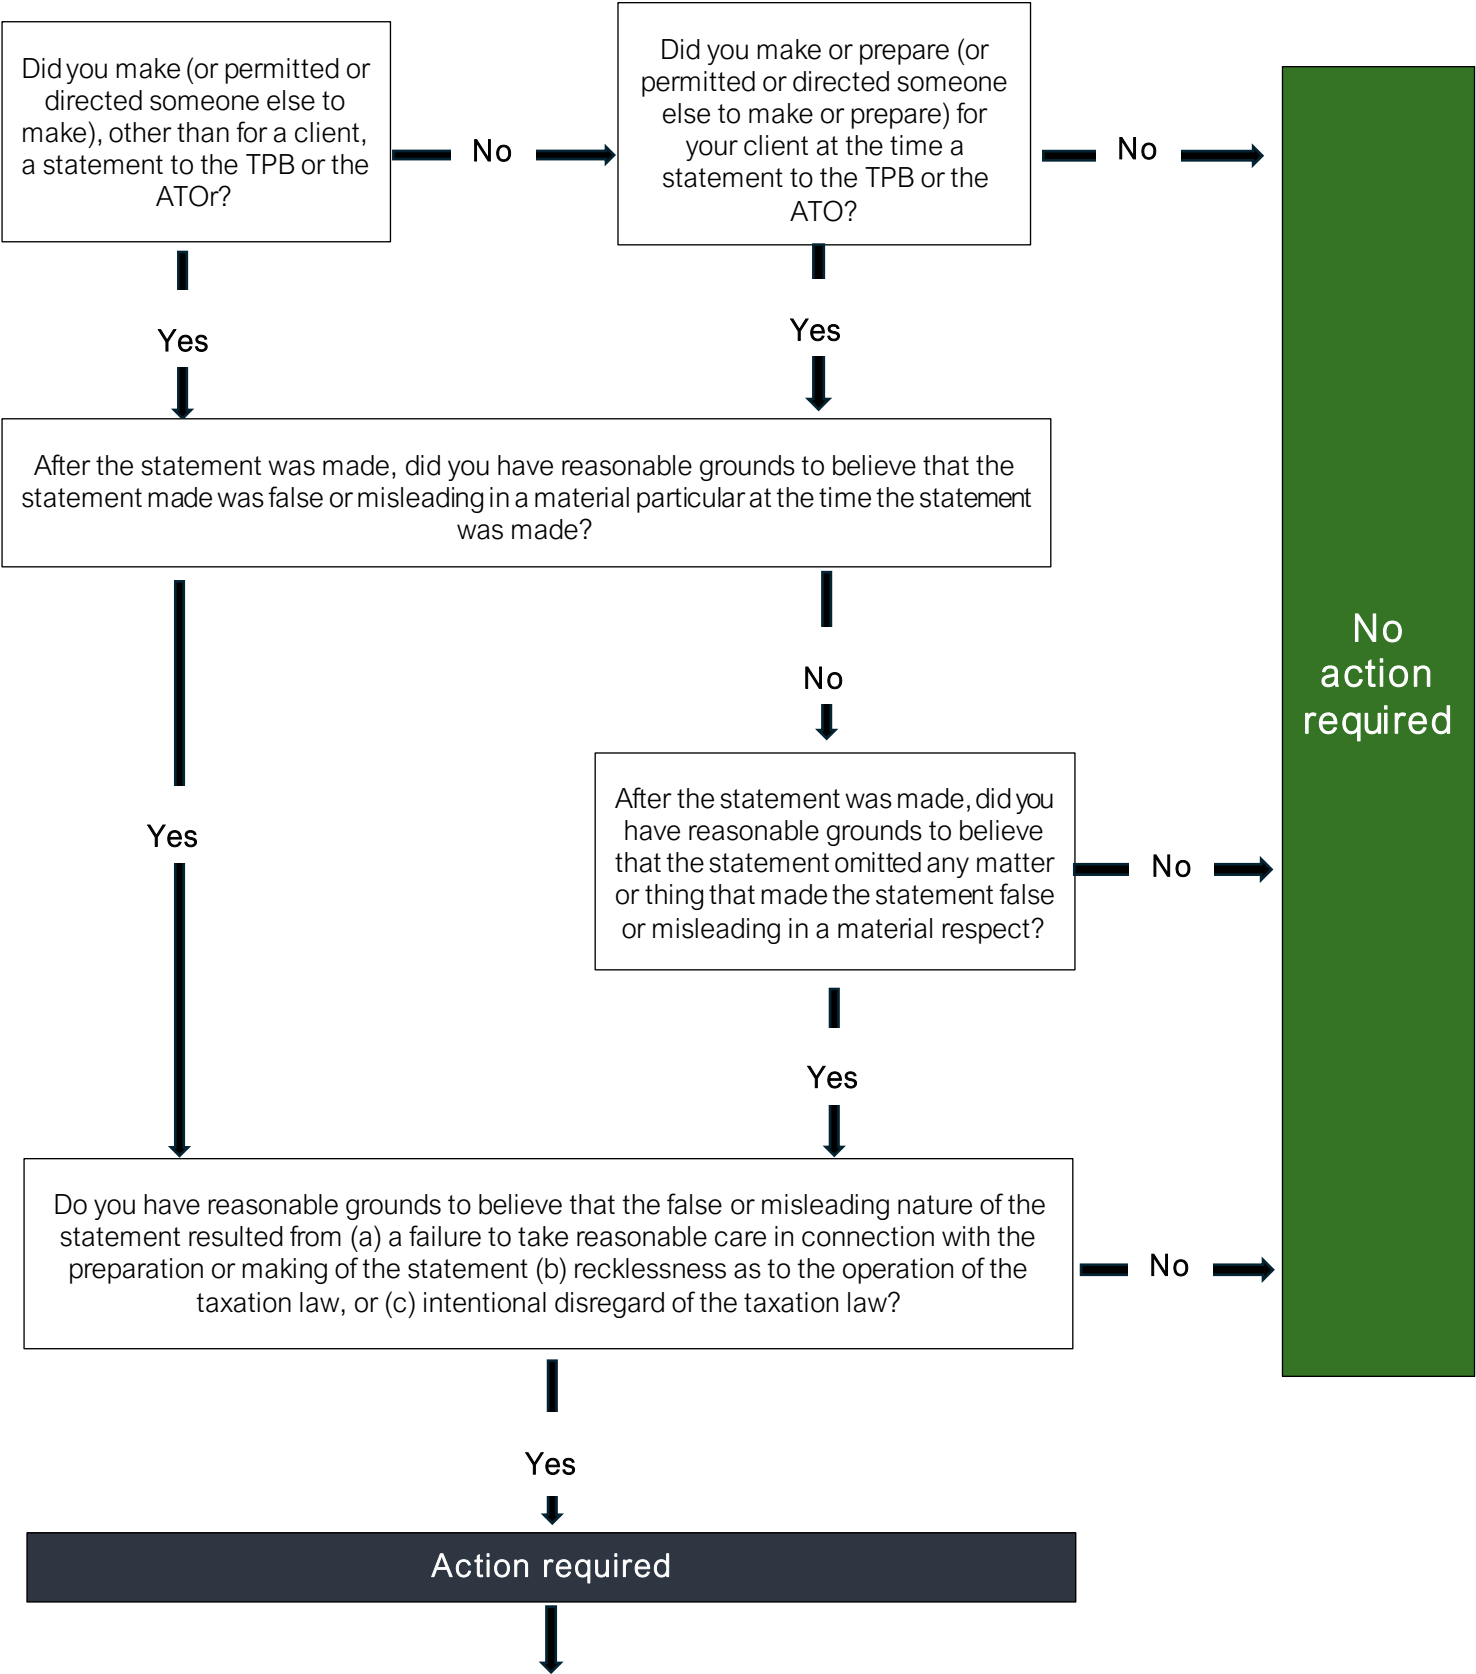 Did you make (or permitted or
directed someone else to
make), other than for a client,
a statement to the TPB or the
ATOr?
No
Did you make or prepare (or
permitted or directed someone
else to make or prepare) for
your client at the time a
statement to the TPB or the
ATO?
No
Yes
Yes
After the statement was made, did you have reasonable grounds to believe that the
statement made was false or misleading in a material particular at the time the statement
was made?
No
No
action
required
Yes
After the statement was made, did you
have reasonable grounds to believe
that the statement omitted any matter
or thing that made the statement false
or misleading in a material respect?
No
Yes
Do you have reasonable grounds to believe that the false or misleading nature of the
statement resulted from (a) a failure to take reasonable care in connection with the
preparation or making of the statement (b) recklessness as to the operation of the
taxation law, or (c) intentional disregard of the taxation law?
No
Yes
Action required